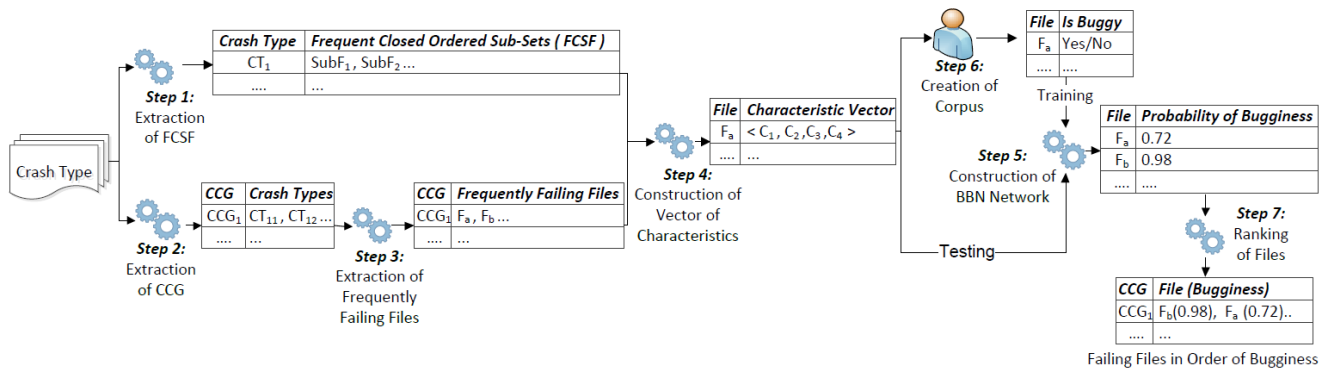 Crash Type
Step 1:
Extraction
of FCSF
Crash Type Frequent Closed Ordered Sub-Sets ( FCSF )
CT1 SubF1 , SubF2 ...
.... ...
Step 2:
Extraction
of CCG
CCG Crash Types
CCG1 CT11 , CT12 ...
.... ...
Step 3:
Extraction of
Frequently
Failing Files
CCG Frequently Failing Files
CCG1 Fa , Fb ...
.... ...
Step 4:
Construction of
Vector of
Characteristics
File Characteristic Vector
Fa < C1 , C2 ,C3 ,C4 >
.... ...
Step 6:
Creation of
Corpus
File Is Buggy
Fa Yes/No
.... ....
Training
Step 5:
Construction of
BBN Network
Testing
File Probability of Bugginess
Fa 0.72
Fb 0.98
.... ....
Step 7:
Ranking
of Files
CCG File (Bugginess)
CCG1 Fb(0.98), Fa (0.72)..
.... ...
Failing Files in Order of Bugginess